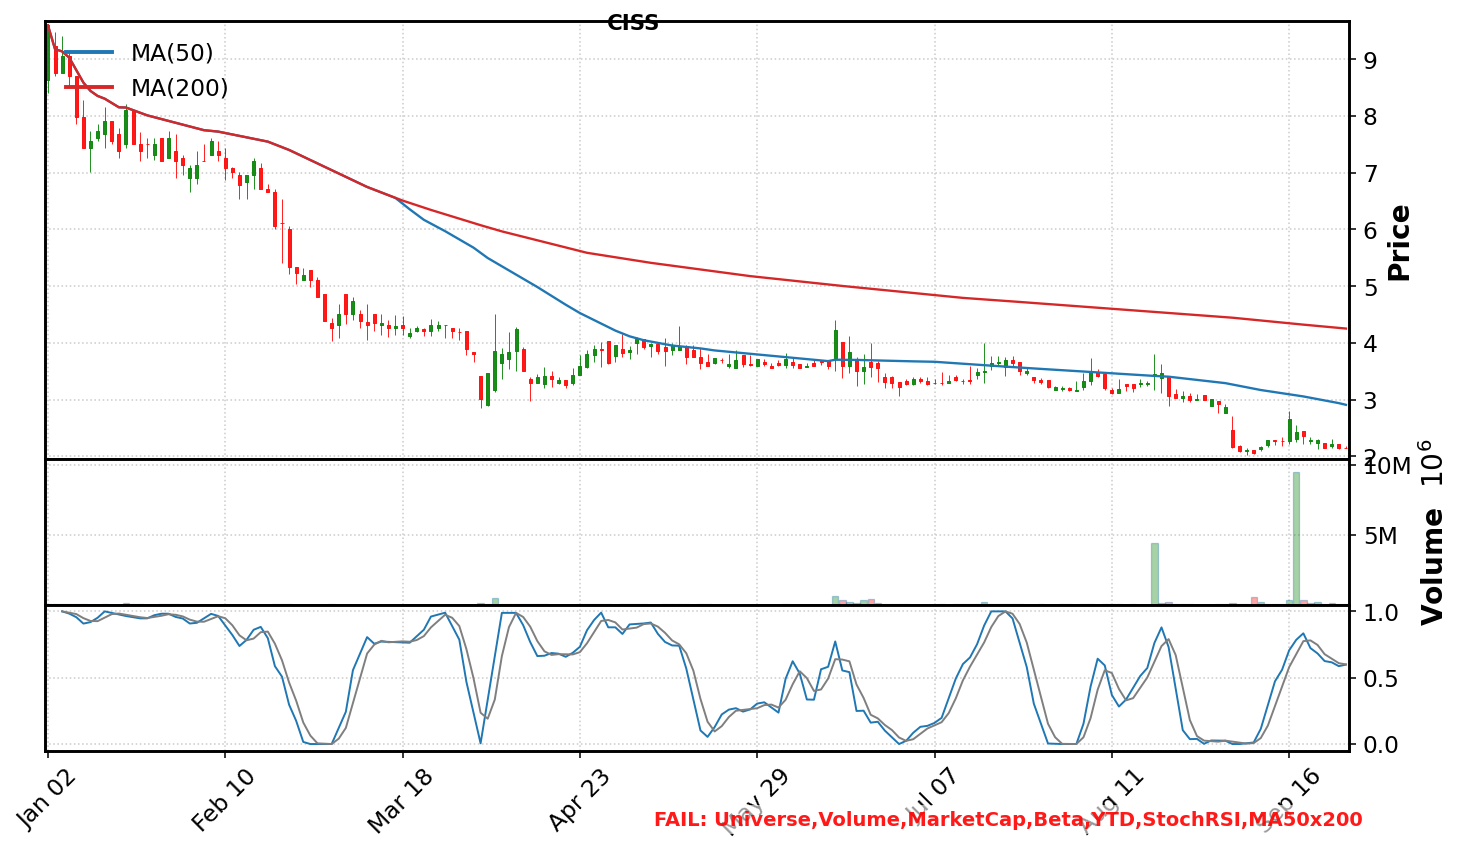 CISS
MA(50)
MA(200)
9
8
7
6
5
4
3
2
Price
10M
5M
Volume 10^6
1.0
0.5
0.0
Jan 02
Feb 10
Mar 18
Apr 23
May 29
Jul 07
Aug 11
Sep 16
FAIL: Universe,Volume,MarketCap,Beta,YTD,StochRSI,MA50x200